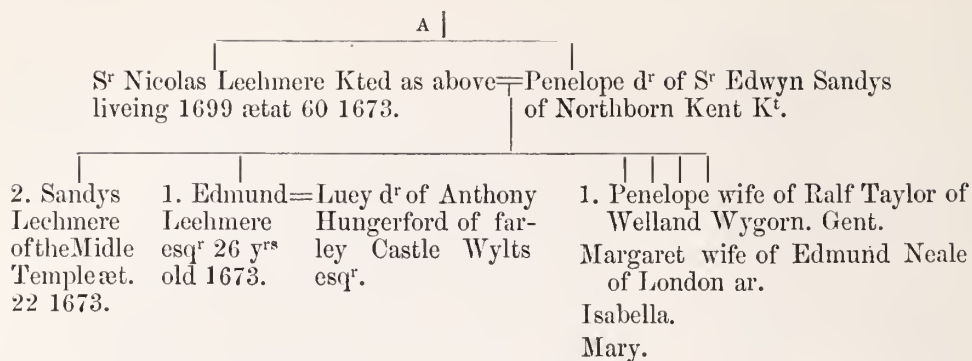 A
Sʳ Nicolas Leehmere Kted as above=Penelope dʳ of Sʳ Edwyn Sandys
liveing 1699 ætat 60 1673.
of Northborn Kent Kᵗ.
2. Sandys
Lechmere
oftheMidle
Templeæt.
22 1673.
1. Edmund=
Leehmere
esqʳ 26 yʳˢ
old 1673.
Luey dʳ of Anthony
Hungerford of far-
ley Castle Wylts
esqʳ.
1. Penelope wife of Ralf Taylor of
Welland Wygorn. Gent.
Margaret wife of Edmund Neale
of London ar.
Isabella.
Mary.